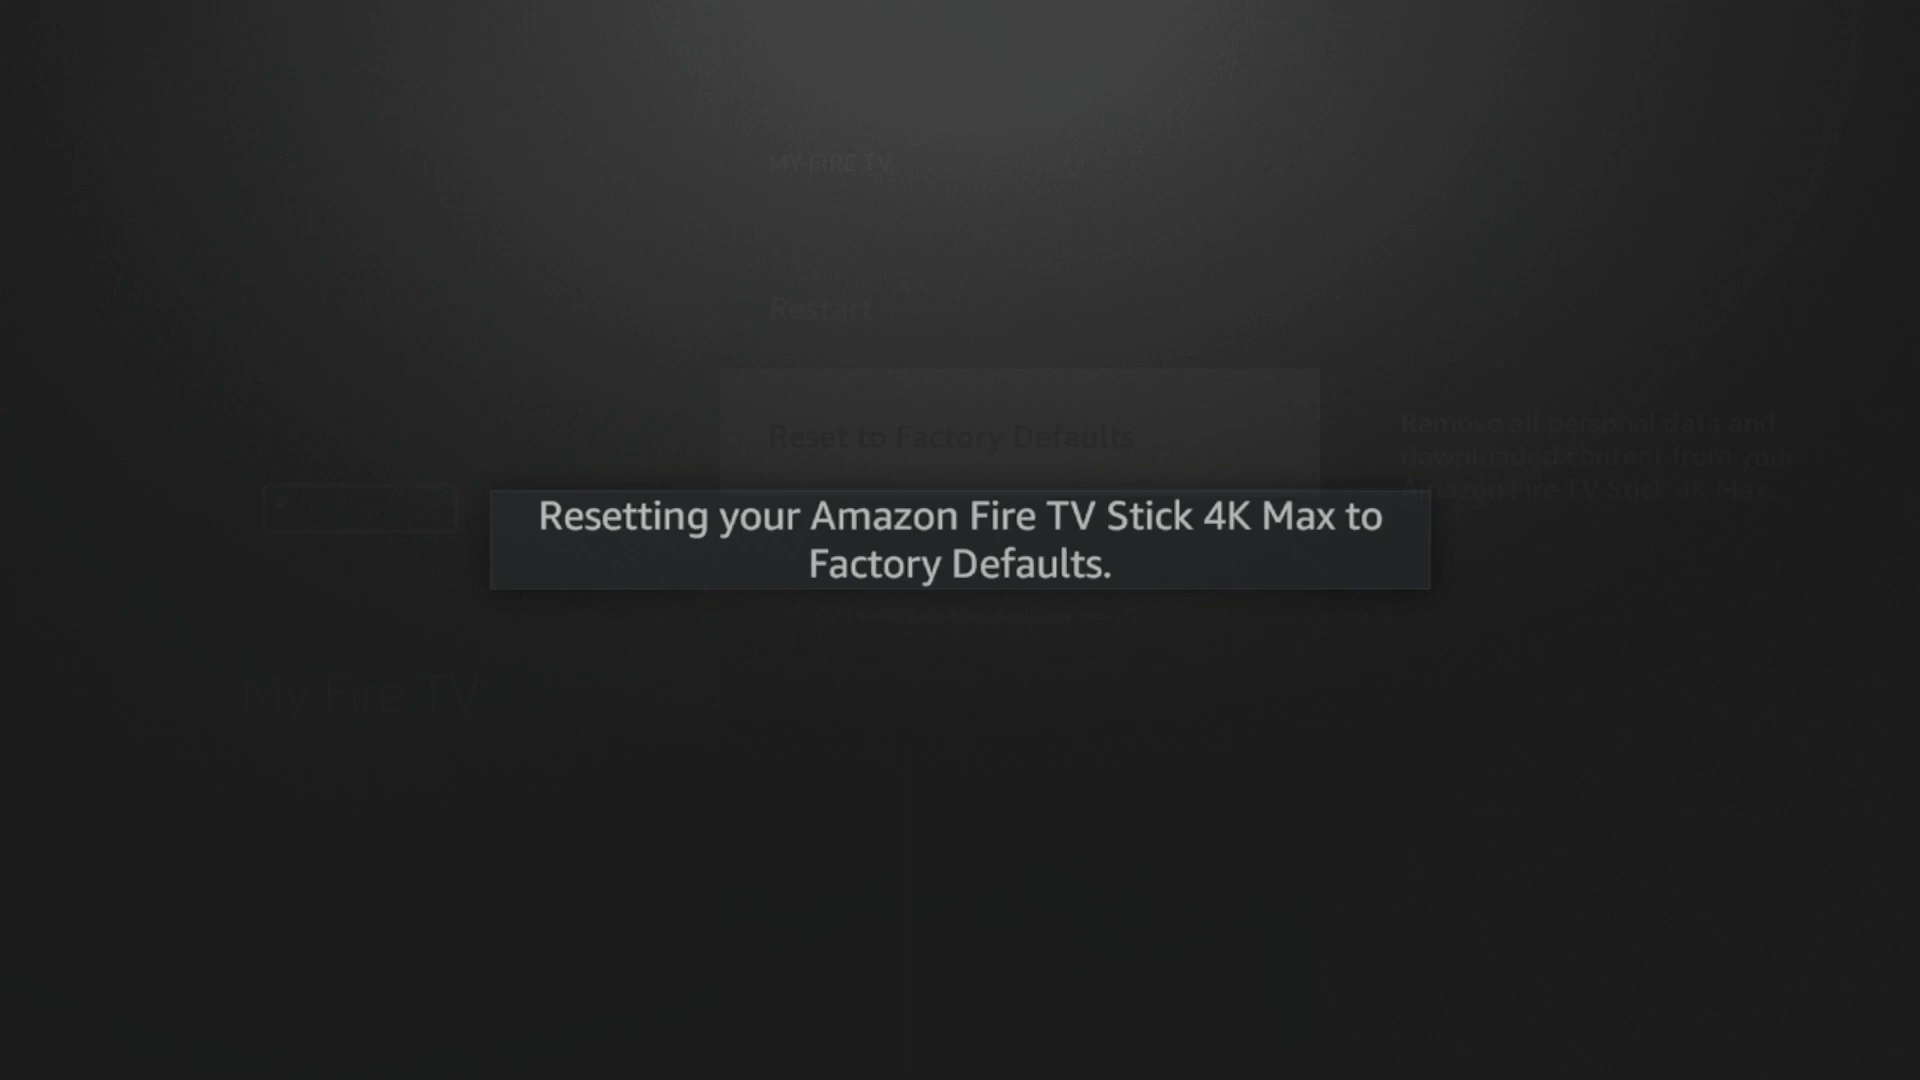 MY FIRE TV
Restart
Reset to Factory Defaults
Remove all personal data and
downloaded content from your
Amazon Fire TV Stick 4K Max
Resetting your Amazon Fire TV Stick 4K Max to
Factory Defaults.
My Fire TV